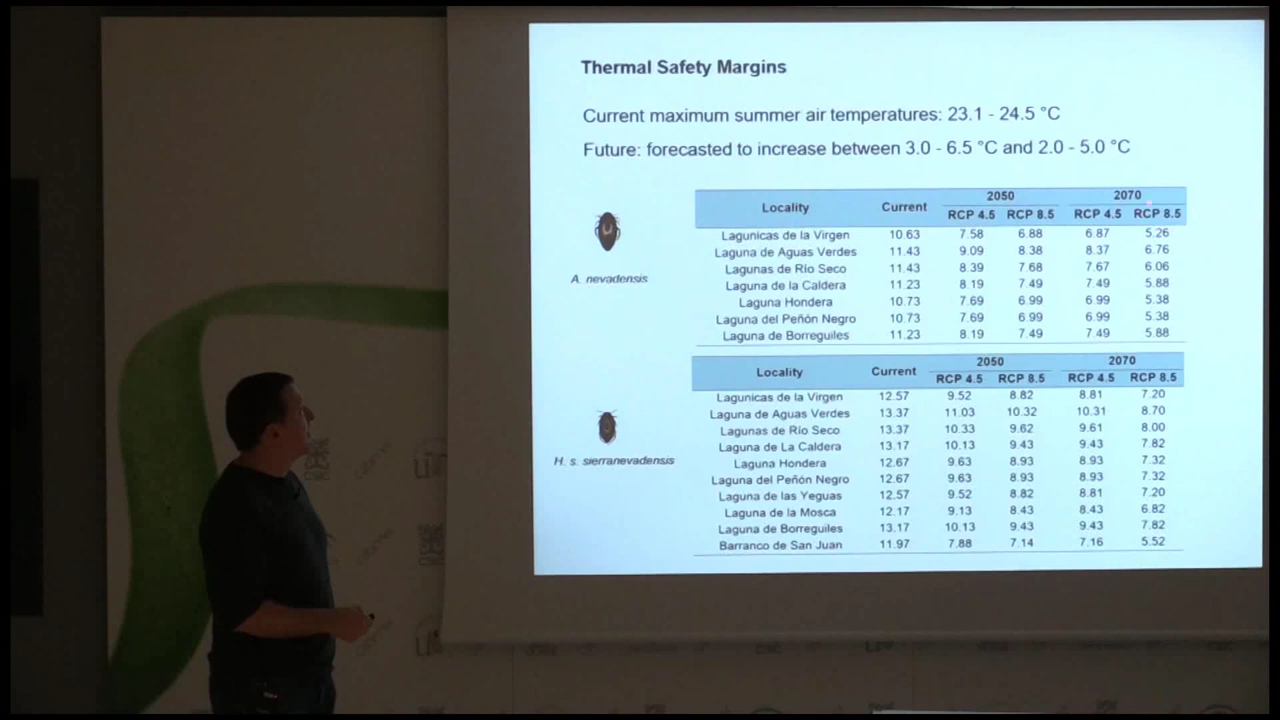 Thermal Safety Margins
Current maximum summer air temperatures: 23.1 - 24.5 °C
Future: forecasted to increase between 3.0 - 6.5 °C and 2.0 - 5.0 °C
Locality Current 2050 2070
RCP 4.5 RCP 8.5 RCP 4.5 RCP 8.5
Lagunicas de la Virgen 10.63 7.58 6.88 6.87 5.26
Laguna de Aguas Verdes 11.43 9.09 8.38 8.37 6.76
Lagunas de Río Seco 11.43 8.39 7.68 7.67 6.06
Laguna de la Caldera 11.23 8.19 7.49 7.49 5.88
Laguna Hondera 10.73 7.69 6.99 6.99 5.38
Laguna del Peñón Negro 10.73 7.69 6.99 6.99 5.38
Laguna de Borreguiles 11.23 8.19 7.49 7.49 5.88
A. nevadensis
Locality Current 2050 2070
RCP 4.5 RCP 8.5 RCP 4.5 RCP 8.5
Lagunicas de la Virgen 12.57 9.52 8.82 8.81 7.20
Laguna de Aguas Verdes 13.37 11.03 10.32 10.31 8.70
Lagunas de Río Seco 13.37 10.33 9.62 9.61 8.00
Laguna de La Caldera 13.17 10.13 9.43 9.43 7.82
Laguna Hondera 12.67 9.63 8.93 8.93 7.32
Laguna del Peñón Negro 12.67 9.63 8.93 8.93 7.32
Laguna de las Yeguas 12.57 9.52 8.82 8.81 7.20
Laguna de la Mosca 12.17 9.13 8.43 8.43 6.82
Laguna de Borreguiles 13.17 10.13 9.43 9.43 7.82
Barranco de San Juan 11.97 7.88 7.14 7.16 5.52
H. s. sierranevadensis